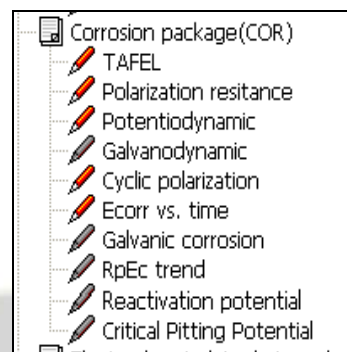 Corrosion package(COR)
TAFEL
Polarization resitance
Potentiodynamic
Galvanodynamic
Cyclic polarization
Ecorr vs. time
Galvanic corrosion
RpEc trend
Reactivation potential
Critical Pitting Potential